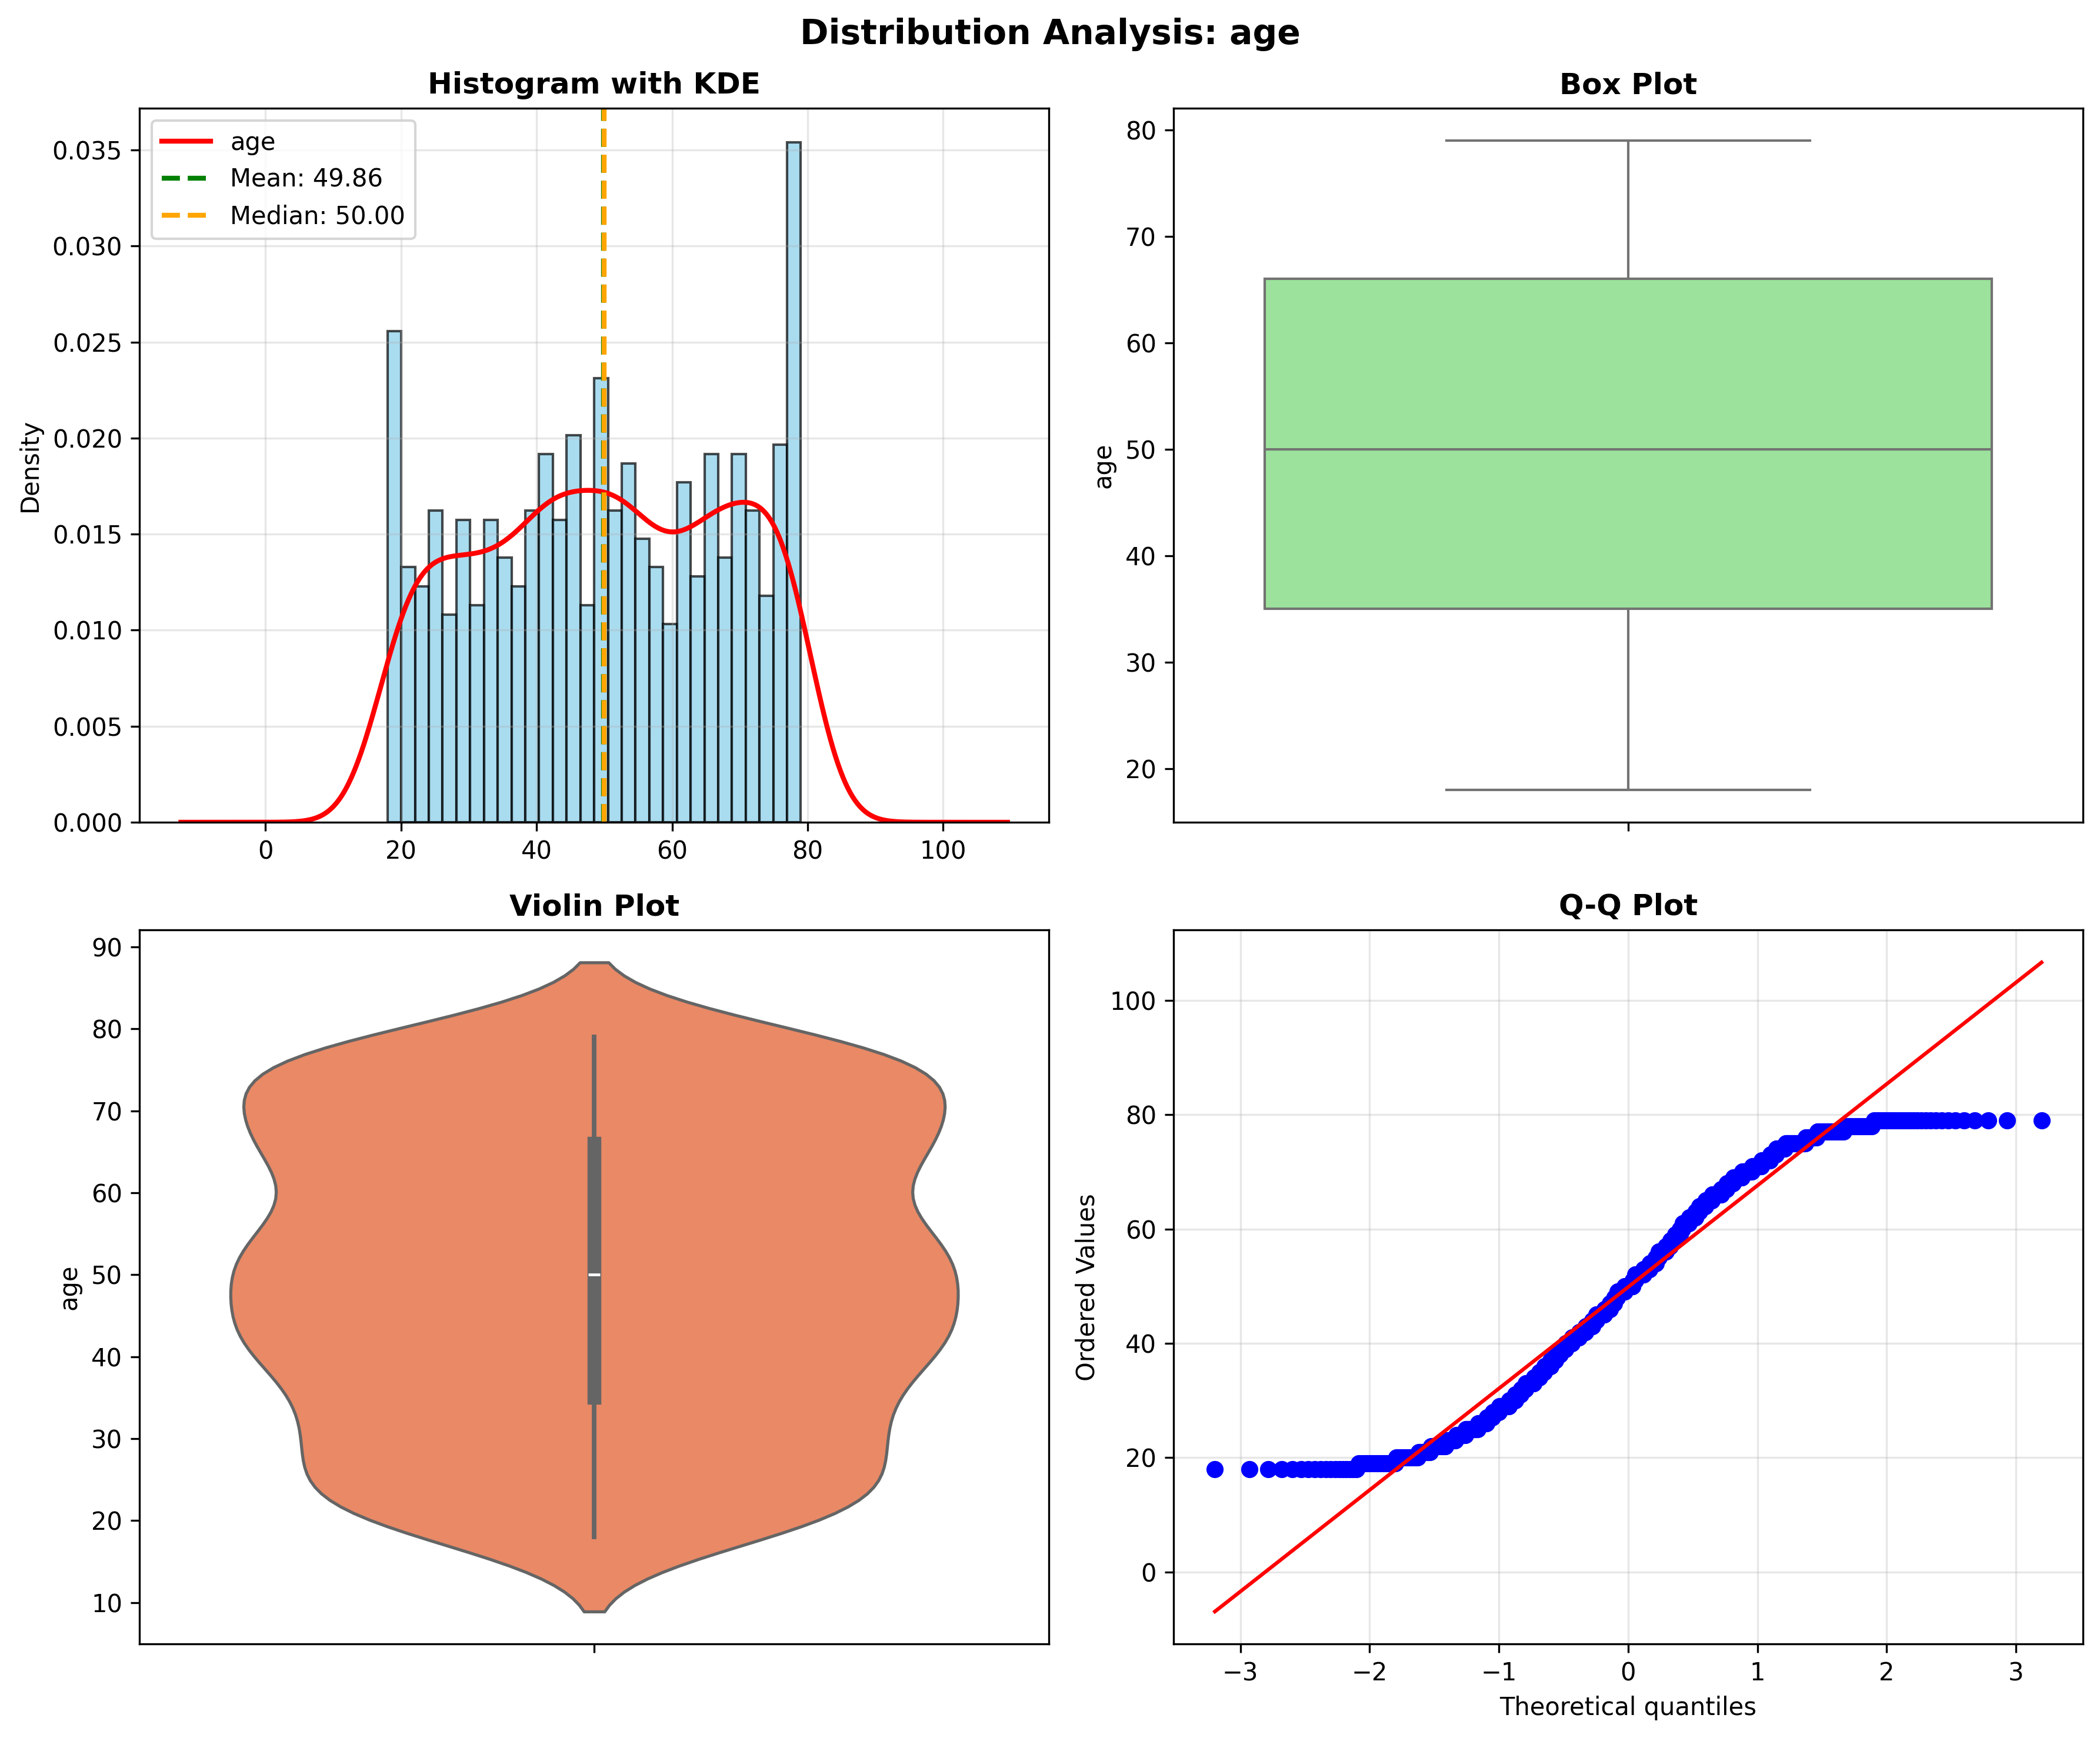 Distribution Analysis: age
Histogram with KDE
age
Mean: 49.86
Median: 50.00
Density
0.035
0.030
0.025
0.020
0.015
0.010
0.005
0.000
0 20 40 60 80 100
Box Plot
age
80
70
60
50
40
30
20
Violin Plot
age
90
80
70
60
50
40
30
20
10
Q-Q Plot
Ordered Values
100
80
60
40
20
0
−3 −2 −1 0 1 2 3
Theoretical quantiles